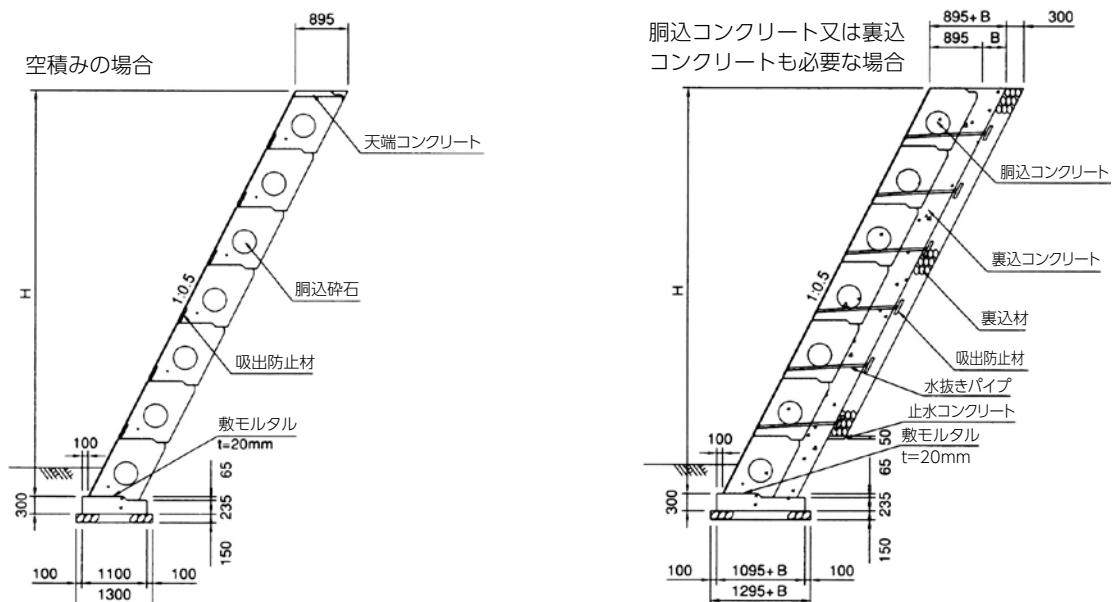 895
空積みの場合
天端コンクリート
H
1:0.5
胴込砕石
吸出防止材
敷モルタル
t=20mm
100
300
65
235
150
100
1100
100
1300
胴込コンクリート又は裏込
コンクリートも必要な場合
895+B
300
895
B
胴込コンクリート
裏込コンクリート
H
1:0.5
裏込材
吸出防止材
水抜きパイプ
止水コンクリート
敷モルタル
t=20mm
100
50
65
300
235
150
100
1095+B
100
1295+B